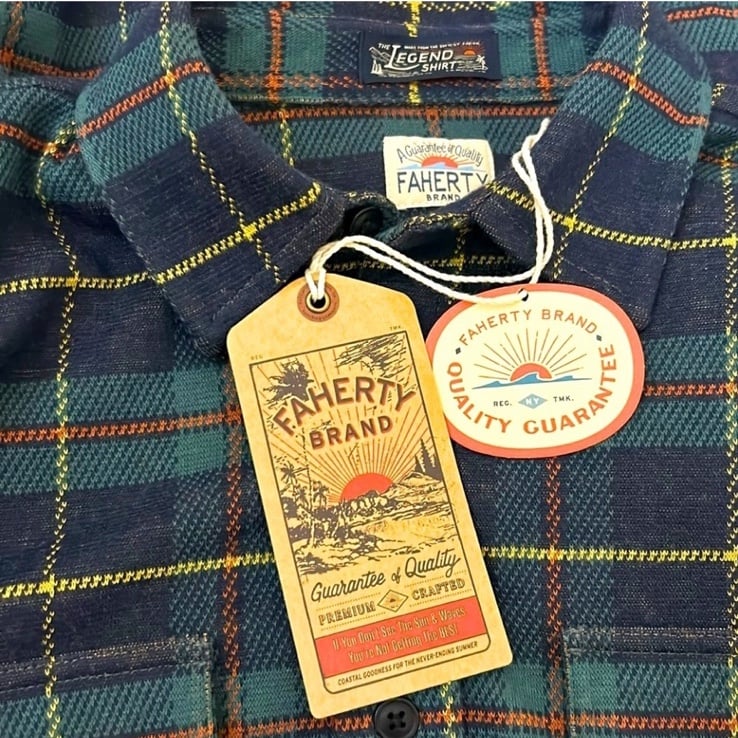 THE
LEGEND
SHIRT
A Guarantee of Quality
FAHERTY
BRAND
REG. TMK.
FAHERTY
BRAND
Guarantee of Quality
PREMIUM CRAFTED
If You Don't See The Sun & Waves
You're Not Getting The BEST
COASTAL GOODNESS FOR THE NEVER-ENDING SUMMER
FAHERTY BRAND
REG. NY TMK.
QUALITY GUARANTEE